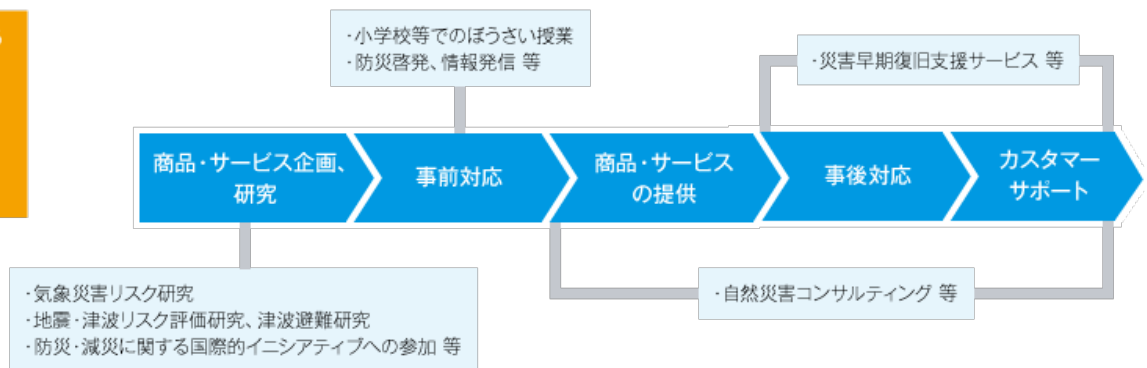 ・小学校等でのぼうさい授業
・防災啓発、情報発信 等
・災害早期復旧支援サービス 等
商品・サービス企画、
研究
事前対応
商品・サービス
の提供
事後対応
カスタマー
サポート
・気象災害リスク研究
・地震・津波リスク評価研究、津波避難研究
・防災・減災に関する国際的イニシアティブへの参加 等
・自然災害コンサルティング 等